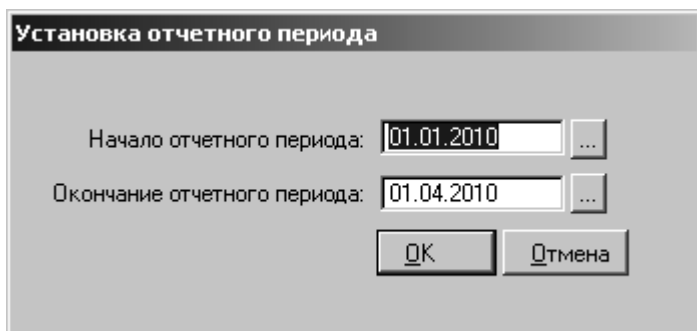 Установка отчетного периода
Начало отчетного периода: 01.01.2010 ...
Окончание отчетного периода: 01.04.2010 ...
OK Отмена